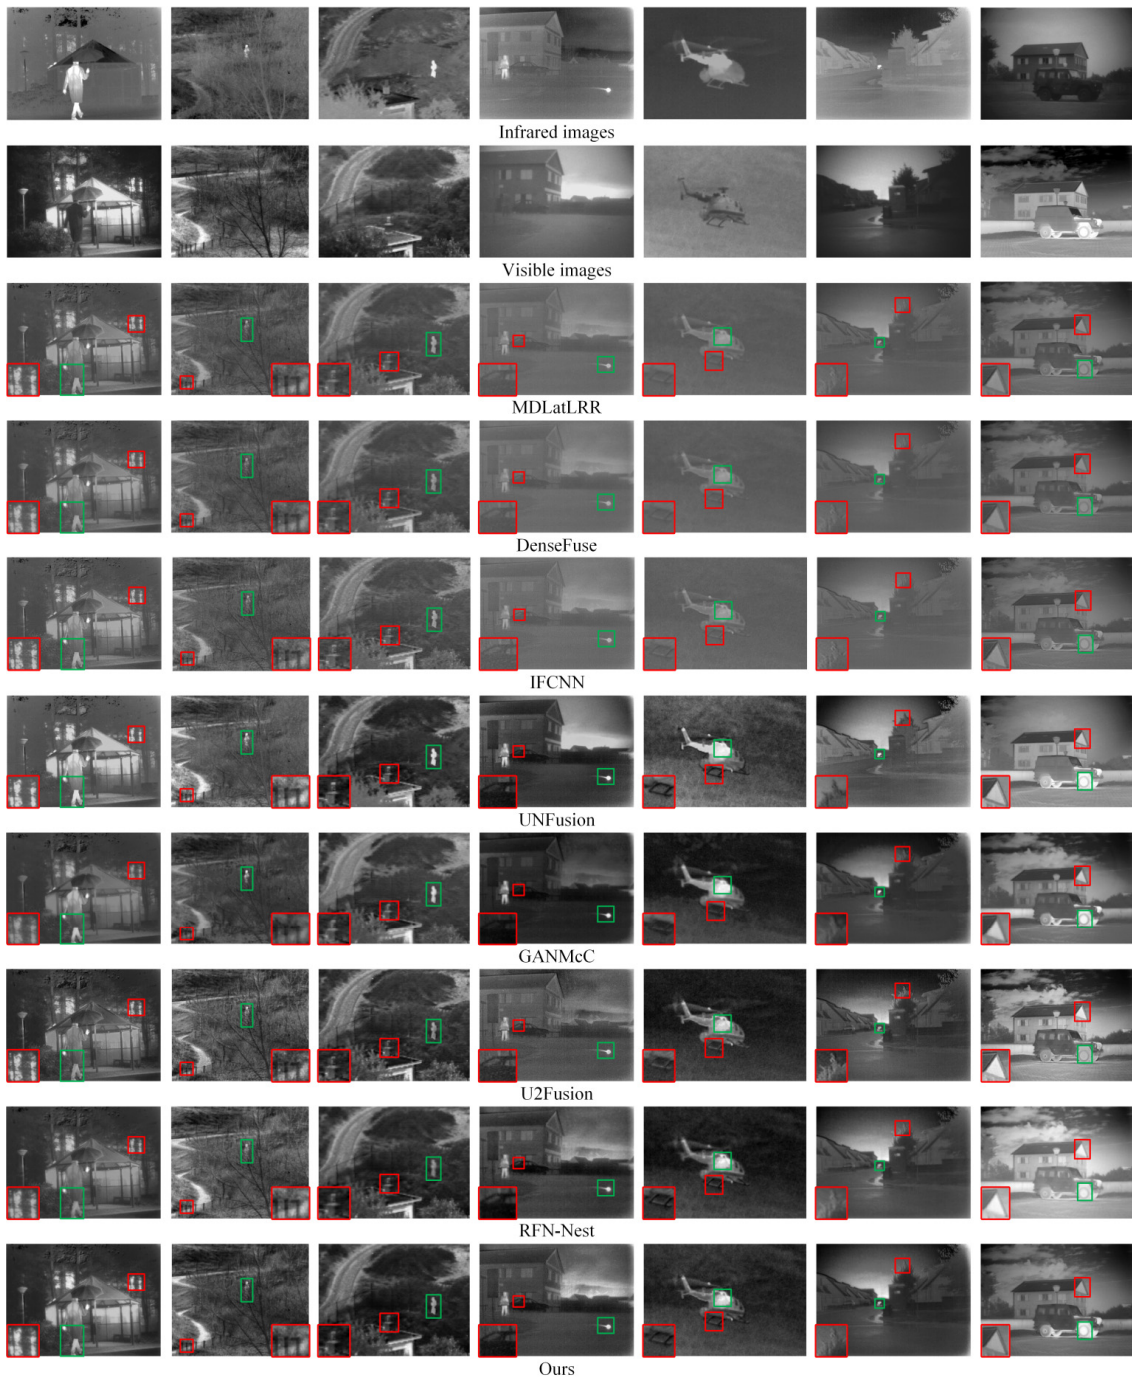 Infrared images
Visible images
MDLatLRR
DenseFuse
IFCNN
UNFusion
GANMcC
U2Fusion
RFN-Nest
Ours